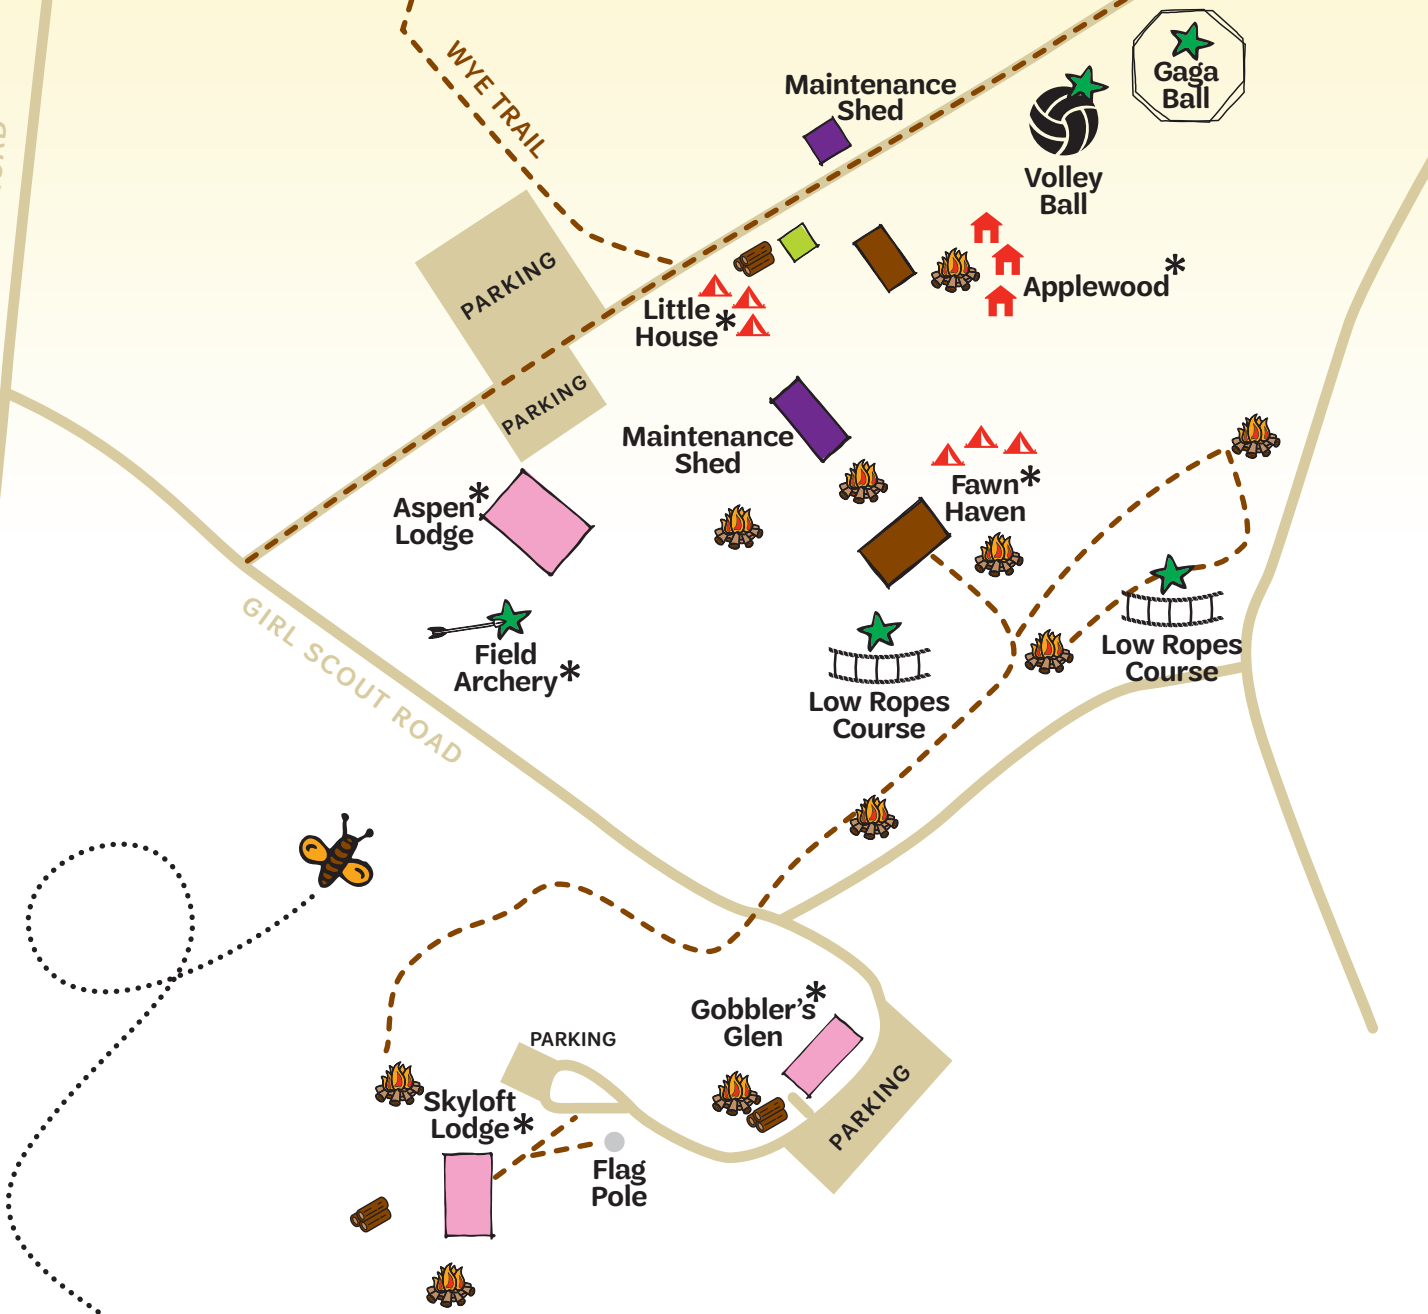 WYE TRAIL
Maintenance
Shed
Gaga
Ball
Volley
Ball
PARKING
Little
House*
Applewood*
PARKING
Maintenance
Shed
Aspen*
Lodge
Fawn*
Haven
GIRL SCOUT ROAD
Field
Archery*
Low Ropes
Course
Low Ropes
Course
Gobbler's*
Glen
PARKING
PARKING
Skyloft
Lodge*
Flag
Pole